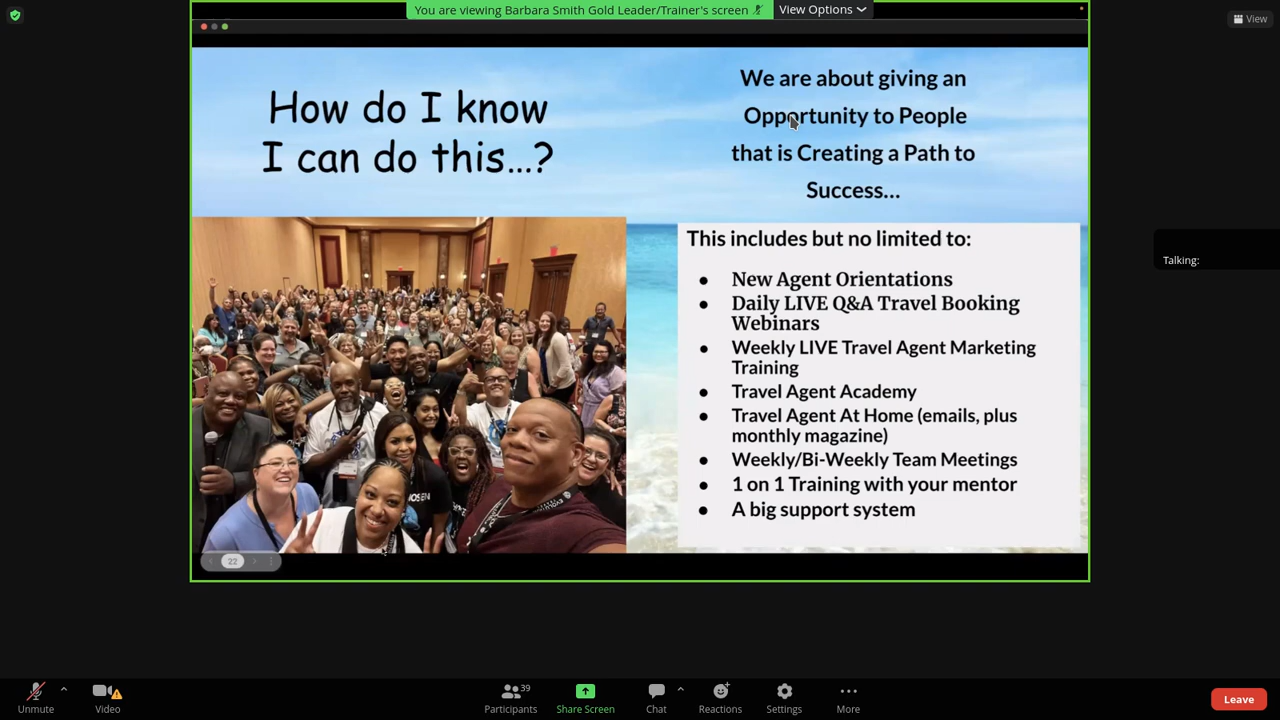 You are viewing Barbara Smith Gold Leader/Trainer's screen
View Options
View
How do I know
I can do this...?
We are about giving an
Opportunity to People
that is Creating a Path to
Success...
This includes but no limited to:
● New Agent Orientations
● Daily LIVE Q&A Travel Booking
Webinars
● Weekly LIVE Travel Agent Marketing
Training
● Travel Agent Academy
● Travel Agent At Home (emails, plus
monthly magazine)
● Weekly/Bi-Weekly Team Meetings
● 1 on 1 Training with your mentor
● A big support system
Talking:
22
Unmute
Video
Participants
39
Share Screen
Chat
Reactions
Settings
More
Leave